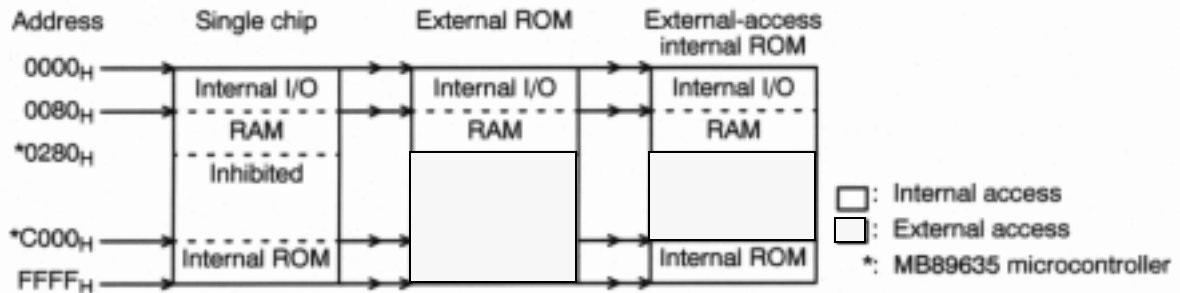 Address
Single chip
External ROM
External-access
internal ROM
0000H
Internal I/O
Internal I/O
Internal I/O
0080H
RAM
RAM
RAM
*0280H
Inhibited
*C000H
Internal ROM
Internal ROM
FFFFH
: Internal access
: External access
*: MB89635 microcontroller